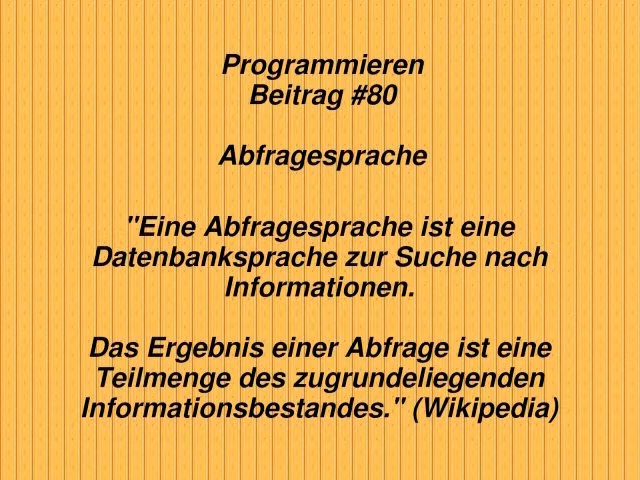 Programmieren
Beitrag #80
Abfragesprache
"Eine Abfragesprache ist eine
Datenbanksprache zur Suche nach
Informationen.
Das Ergebnis einer Abfrage ist eine
Teilmenge des zugrundeliegenden
Informationsbestandes." (Wikipedia)